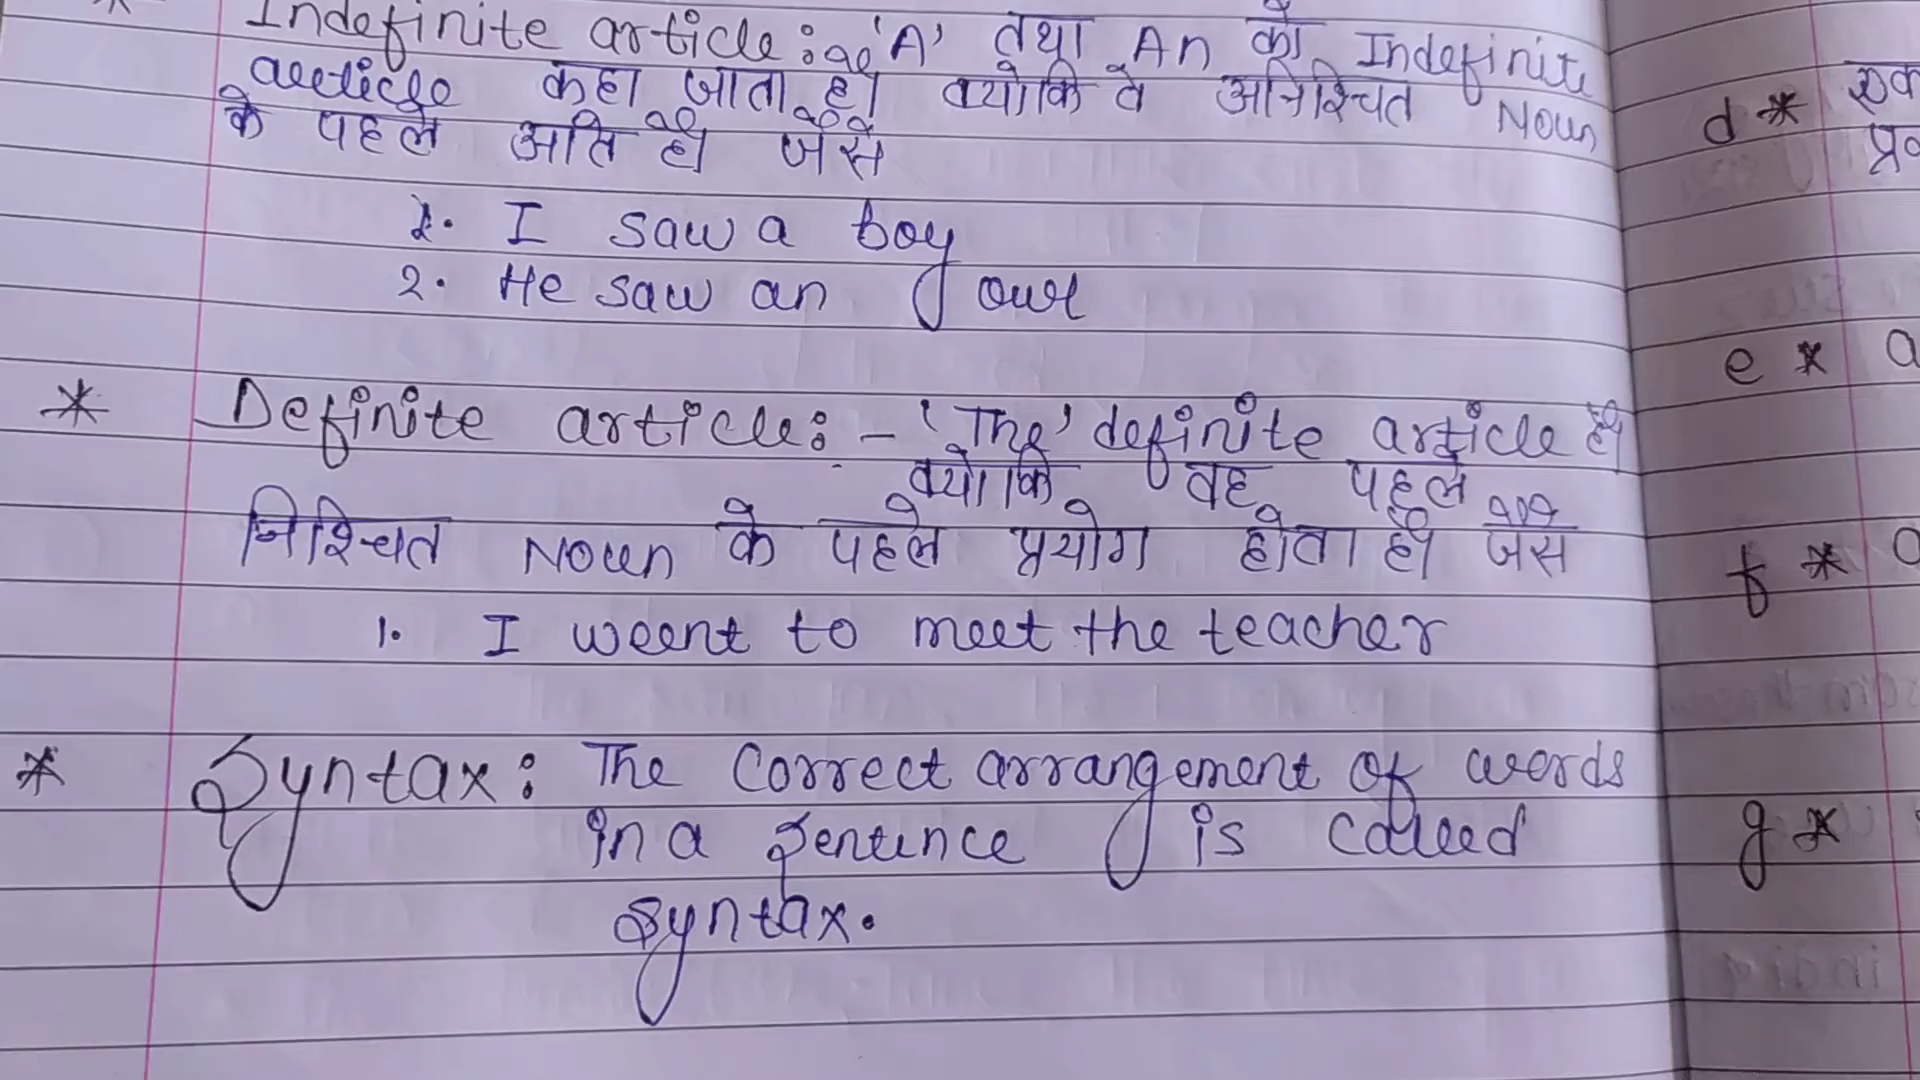 Indefinite article: 'A' तथा An को Indefinite
article कहा जाता है। क्योकि वे अनिश्चित Noun
के पहले आते है। जैसे
1. I saw a boy
2. He saw an owl
* Definite article: - 'The' definite article है।
क्योकि वह पहले
निश्चित Noun के पहले प्रयोग होता है। जैसे
1. I weent to meet the teacher
* Syntax: The Correct arrangement of words
in a Sentence is called
Syntax.
d *
e * a
f *
g *